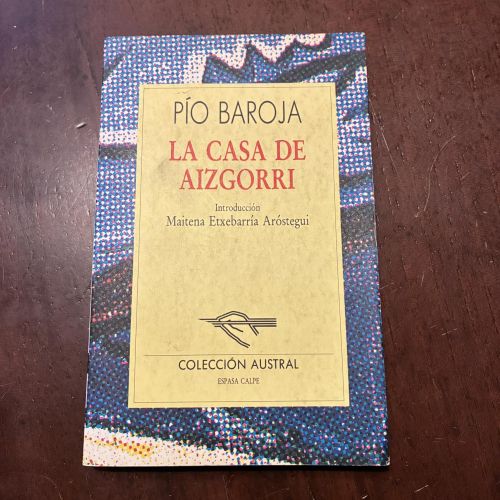 PÍO BAROJA
LA CASA DE
AIZGORRI
Introducción
Maitena Etxebarría Aróstegui
COLECCIÓN AUSTRAL
ESPASA CALPE